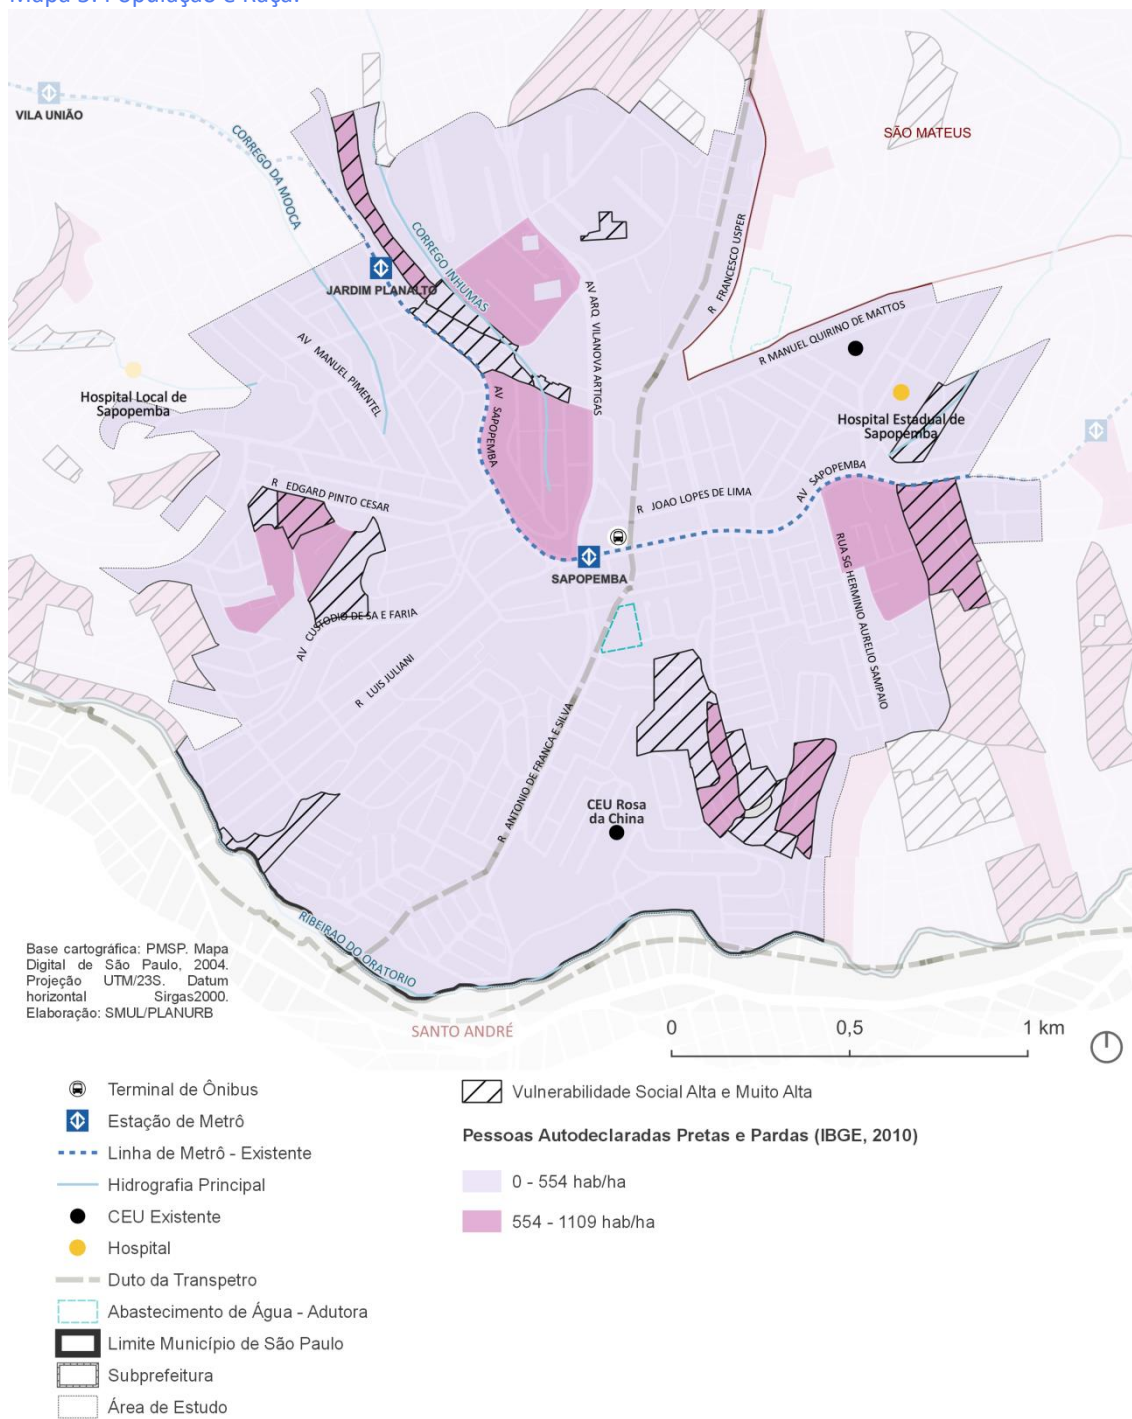 Mapa 5: População e Raça.
VILA UNIÃO
CORREGO DA MOOCA
SÃO MATEUS
CORREGO INHUMAS
R FRANCESCO USPER
JARDIM PLANALTO
AV ARQ VILANOVA ARTIGAS
R MANUEL QUIRINO DE MATTOS
AV MANUEL PIMENTEL
Hospital Local de
Sapopemba
AV SAPOPEMBA
Hospital Estadual de
Sapopemba
R EDGARD PINTO CESAR
R JOAO LOPES DE LIMA
AV SAPOPEMBA
SAPOPEMBA
RUA SG HERMINIO AURELIO SAMPAIO
AV CUSTODIO DE SA E FARIA
R LUIS JULIANI
R ANTONIO DE FRANCA E SILVA
CEU Rosa
da China
RIBEIRAO DO ORATORIO
Base cartográfica: PMSP. Mapa
Digital de São Paulo, 2004.
Projeção UTM/23S. Datum
horizontal Sirgas2000.
Elaboração: SMUL/PLANURB
SANTO ANDRÉ
0 0,5 1 km
Terminal de Ônibus
Estação de Metrô
Linha de Metrô - Existente
Hidrografia Principal
CEU Existente
Hospital
Duto da Transpetro
Abastecimento de Água - Adutora
Limite Município de São Paulo
Subprefeitura
Área de Estudo
Vulnerabilidade Social Alta e Muito Alta
Pessoas Autodeclaradas Pretas e Pardas (IBGE, 2010)
0 - 554 hab/ha
554 - 1109 hab/ha